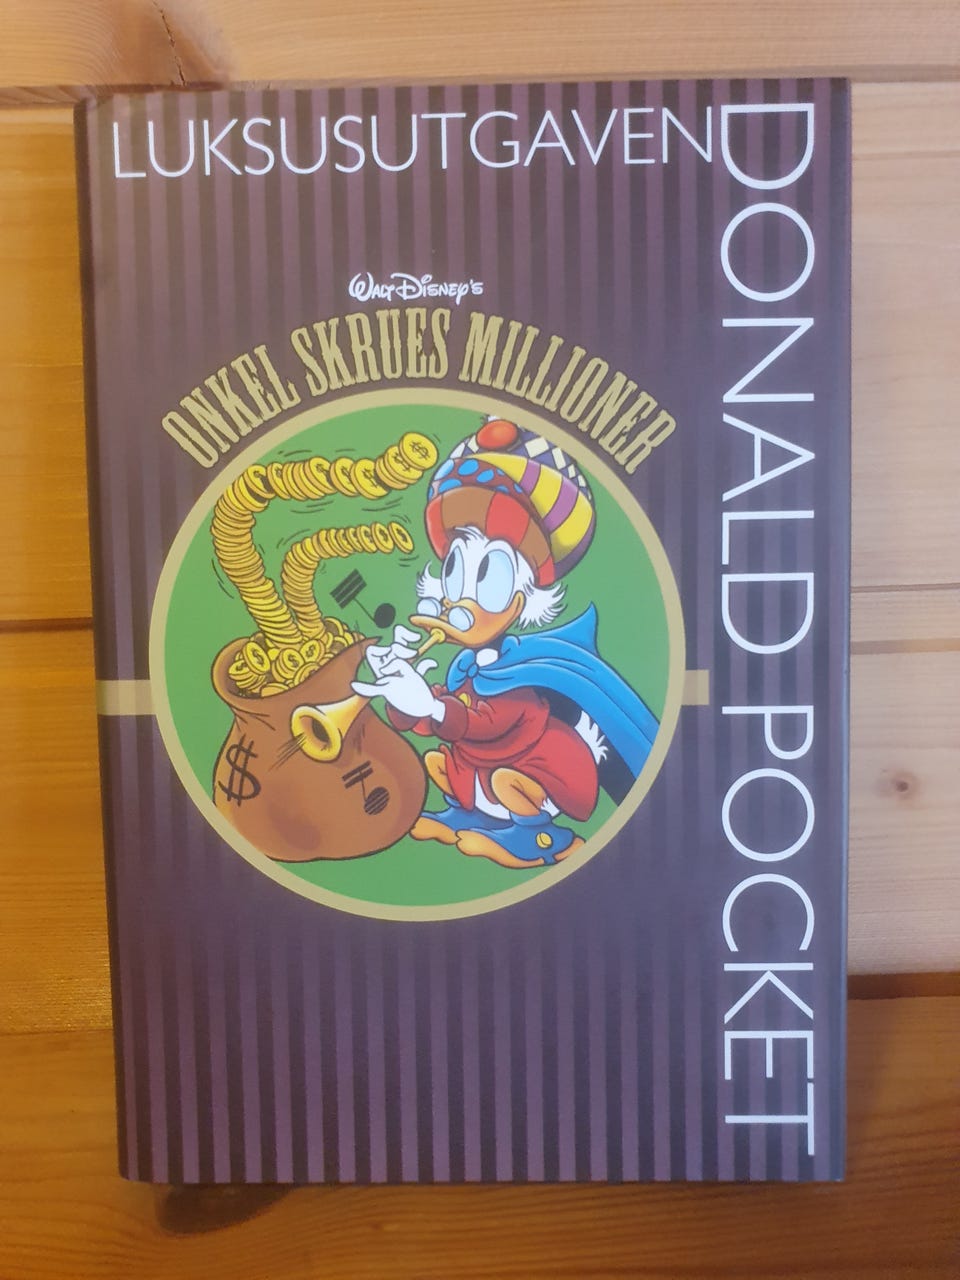 LUKSUSUTGAVEN
DONALD POCKET
WALT DISNEY'S
ONKEL SKRUES MILLIONER
$